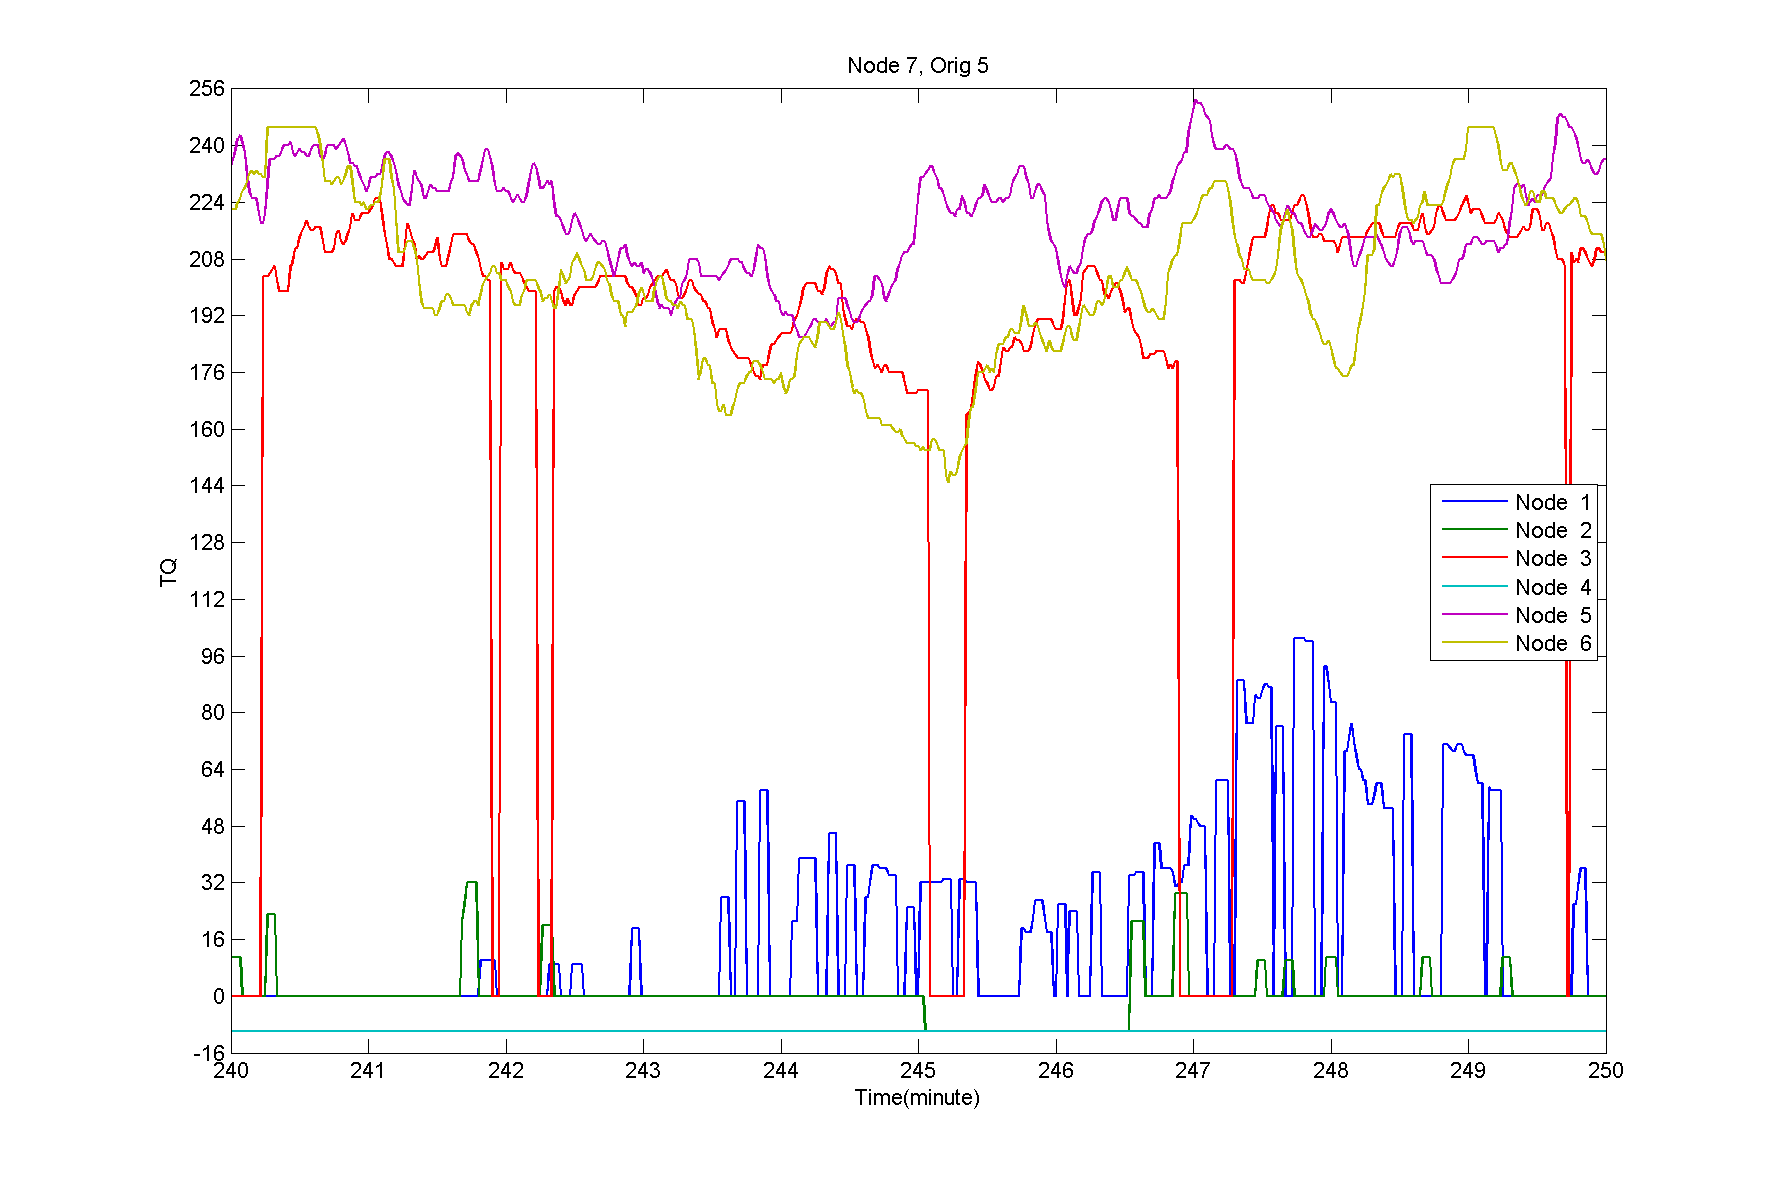 Node 7, Orig 5
256
240
224
208
192
176
160
144
128
112
96
80
64
48
32
16
0
-16
TQ
Node 1
Node 2
Node 3
Node 4
Node 5
Node 6
240 241 242 243 244 245 246 247 248 249 250
Time(minute)